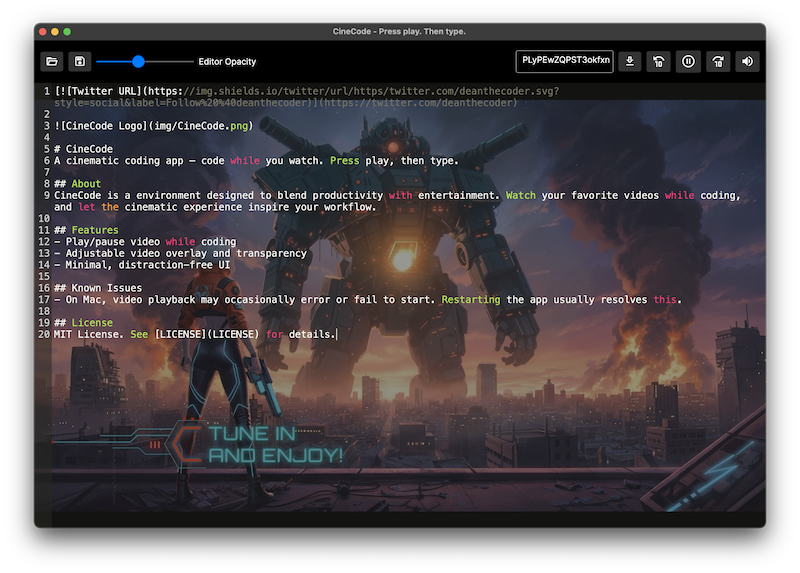 CineCode - Press play. Then type.
Editor Opacity
PLyPEwZQPST3okfxn
10
10
1 [![Twitter URL](https://img.shields.io/twitter/url/https/twitter.com/deanthecoder.svg?
style=social&label=Follow%20%40deanthecoder)](https://twitter.com/deanthecoder)
2
3 ![CineCode Logo](img/CineCode.png)
4
5 # CineCode
6 A cinematic coding app – code while you watch. Press play, then type.
7
8 ## About
9 CineCode is a environment designed to blend productivity with entertainment. Watch your favorite videos while coding,
and let the cinematic experience inspire your workflow.
10
11 ## Features
12 - Play/pause video while coding
13 - Adjustable video overlay and transparency
14 - Minimal, distraction-free UI
15
16 ## Known Issues
17 - On Mac, video playback may occasionally error or fail to start. Restarting the app usually resolves this.
18
19 ## License
20 MIT License. See [LICENSE](LICENSE) for details.
TUNE IN
AND ENJOY!